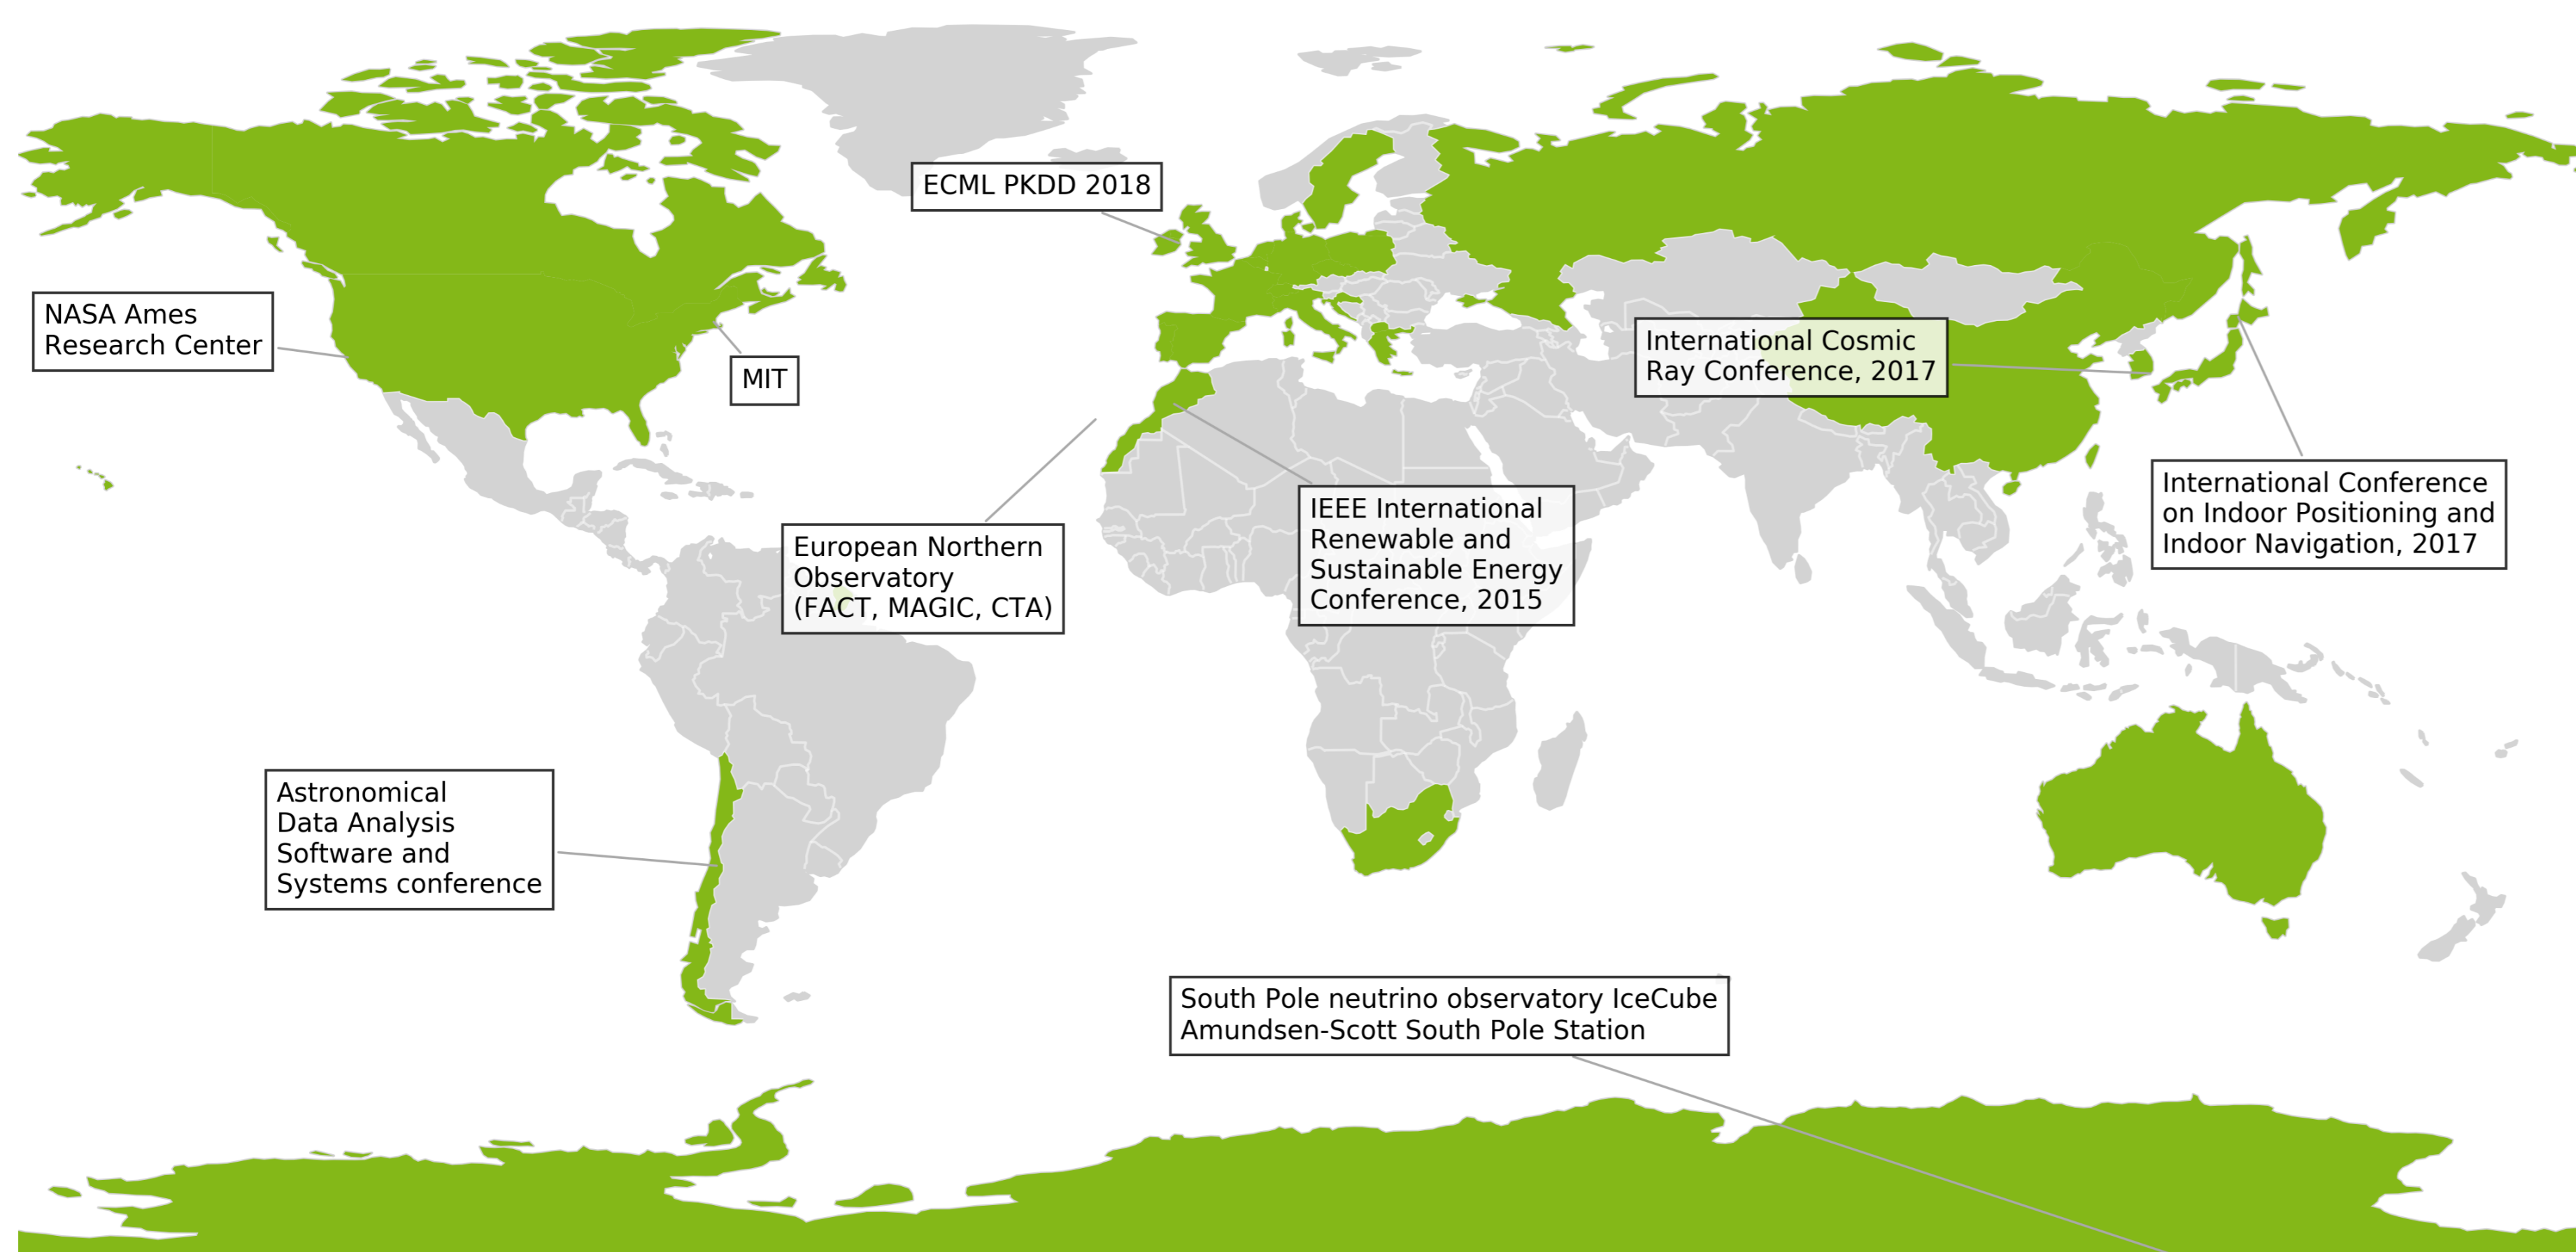 ECML PKDD 2018
NASA Ames
Research Center
MIT
International Cosmic
Ray Conference, 2017
International Conference
on Indoor Positioning and
Indoor Navigation, 2017
European Northern
Observatory
(FACT, MAGIC, CTA)
IEEE International
Renewable and
Sustainable Energy
Conference, 2015
Astronomical
Data Analysis
Software and
Systems conference
South Pole neutrino observatory IceCube
Amundsen-Scott South Pole Station